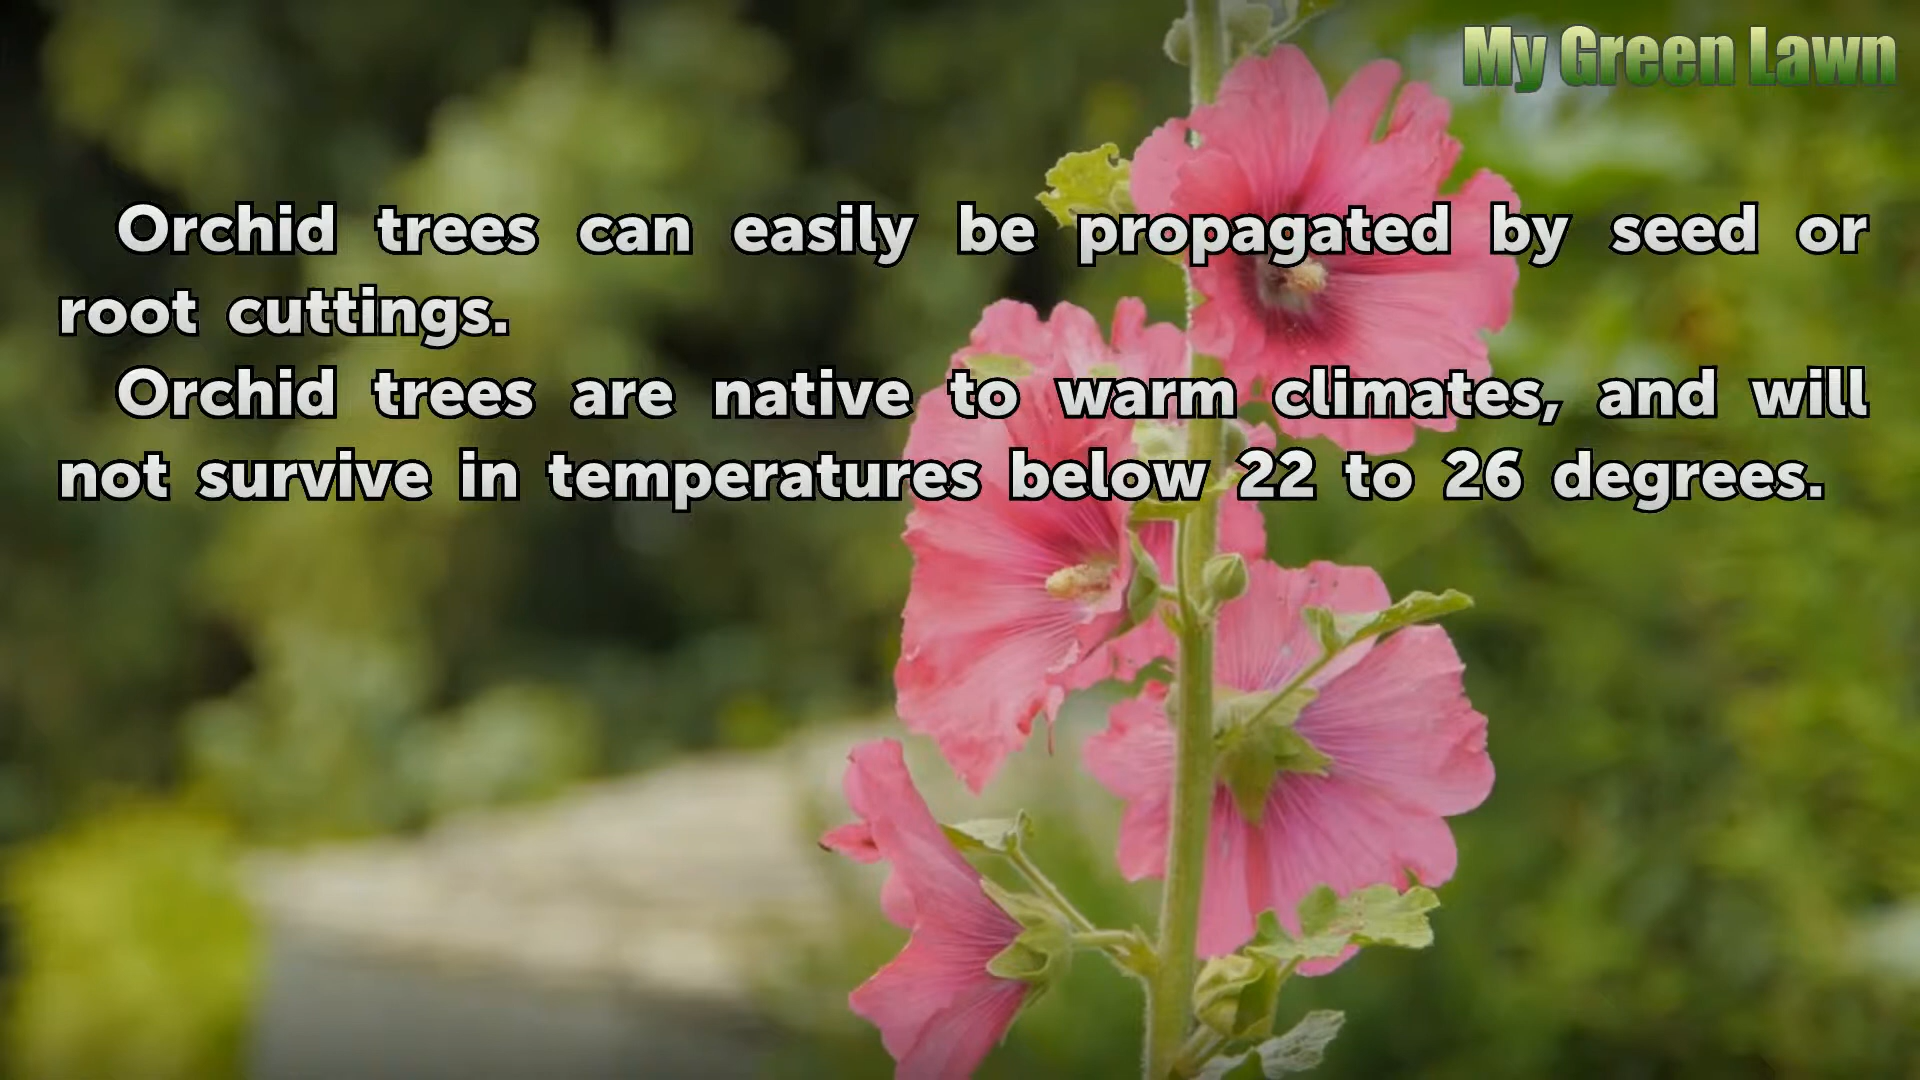 My Green Lawn
Orchid trees can easily be propagated by seed or
root cuttings.
Orchid trees are native to warm climates, and will
not survive in temperatures below 22 to 26 degrees.